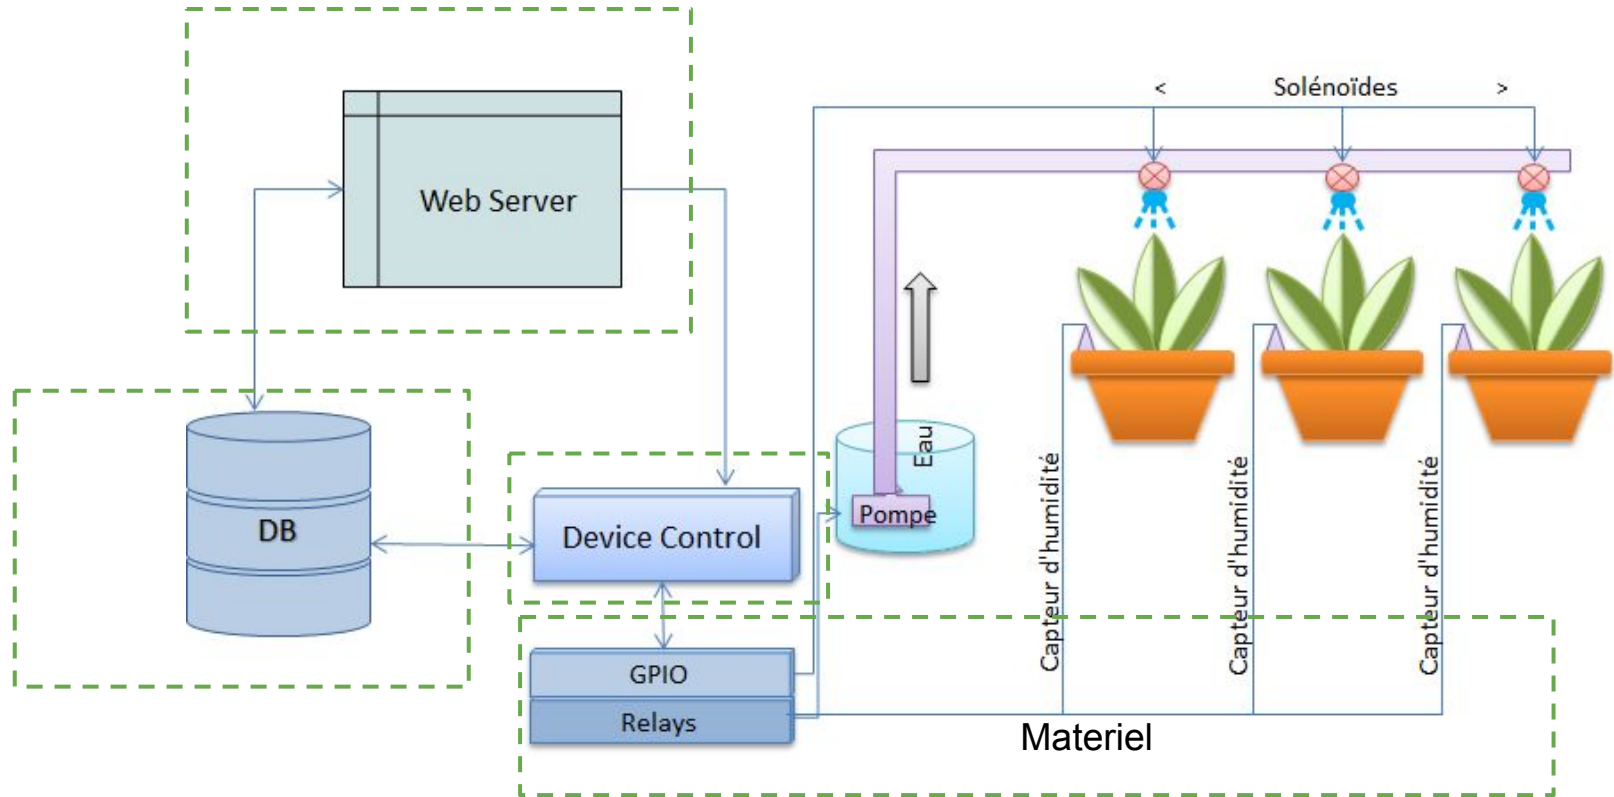 < Solénoïdes >
Web Server
Eau
Pompe
DB
Device Control
Capteur d'humidité
Capteur d'humidité
Capteur d'humidité
GPIO
Relays
Materiel